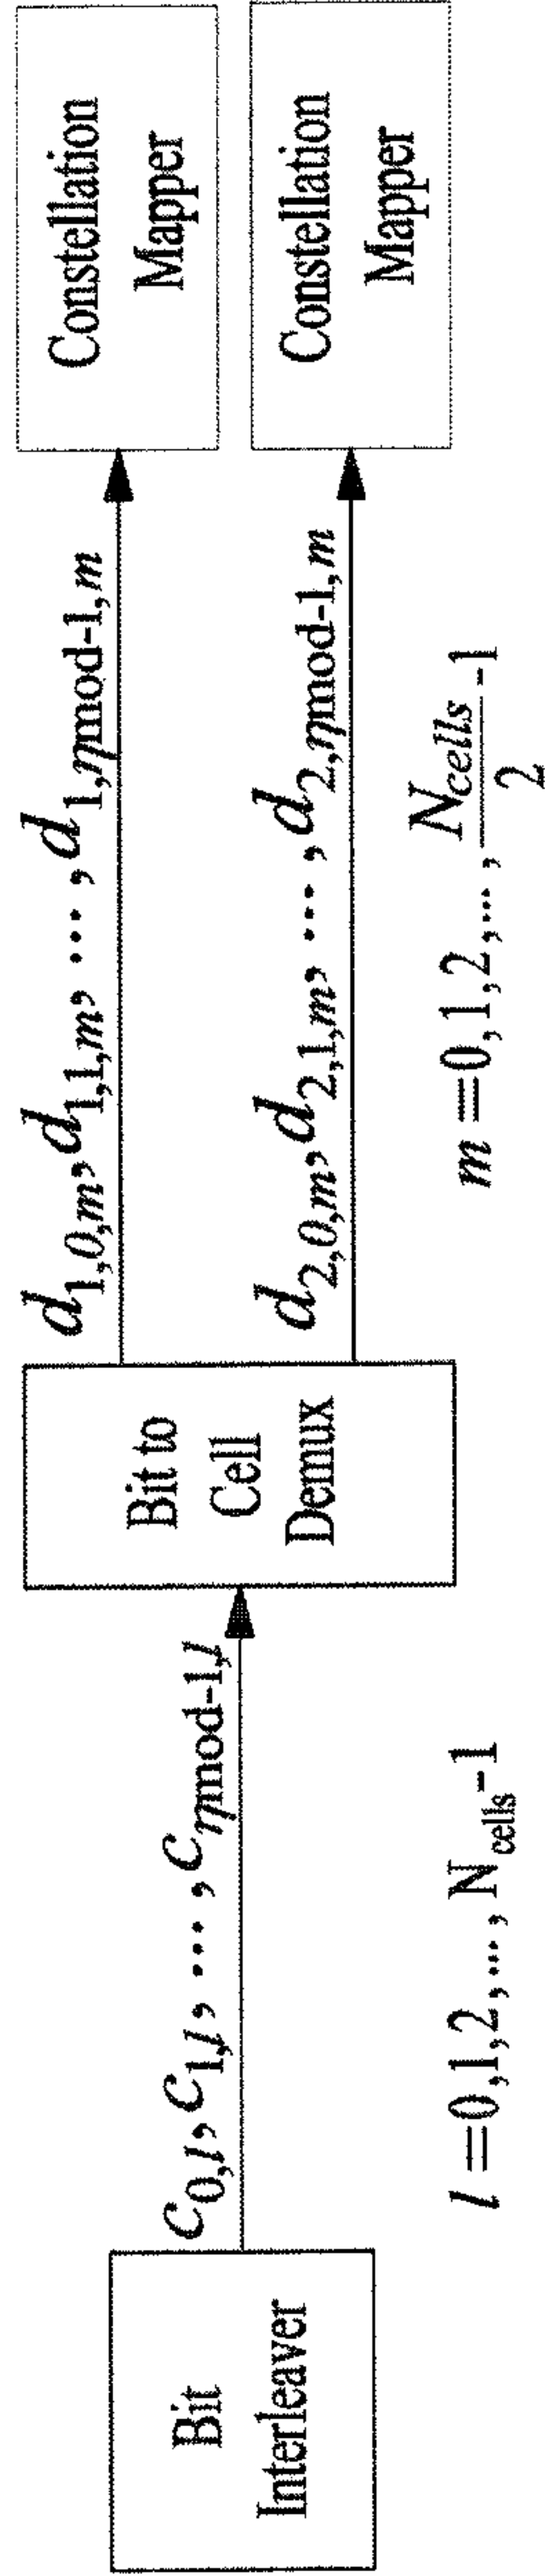 Bit
Interleaver
c0,l, c1,l, ..., cηmod-1,l
l =0,1,2,..., Ncells-1
Bit to
Cell
Demux
d1,0,m, d1,1,m, ..., d1,ηmod-1,m
d2,0,m, d2,1,m, ..., d2,ηmod-1,m
m =0,1,2,..., Ncells/2 -1
Constellation
Mapper
Constellation
Mapper